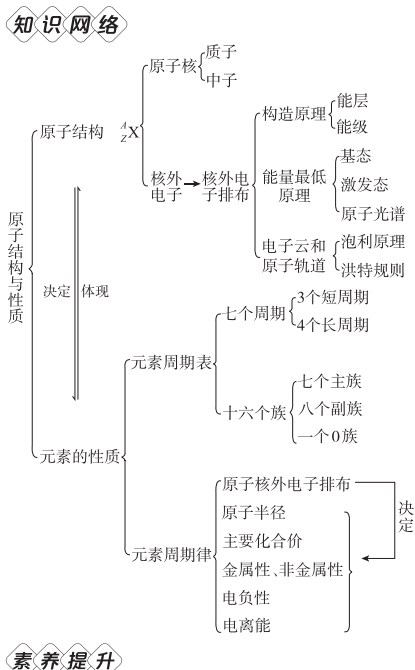 知识网络
原子结构与性质
原子结构
A
Z
X
原子核
质子
中子
核外
电子
核外电
子排布
构造原理
能层
能级
能量最低
原理
基态
激发态
原子光谱
电子云和
原子轨道
泡利原理
洪特规则
决定
体现
元素的性质
元素周期表
七个周期
3个短周期
4个长周期
十六个族
七个主族
八个副族
一个0族
元素周期律
原子核外电子排布
原子半径
主要化合价
金属性、非金属性
电负性
电离能
决定
素养提升